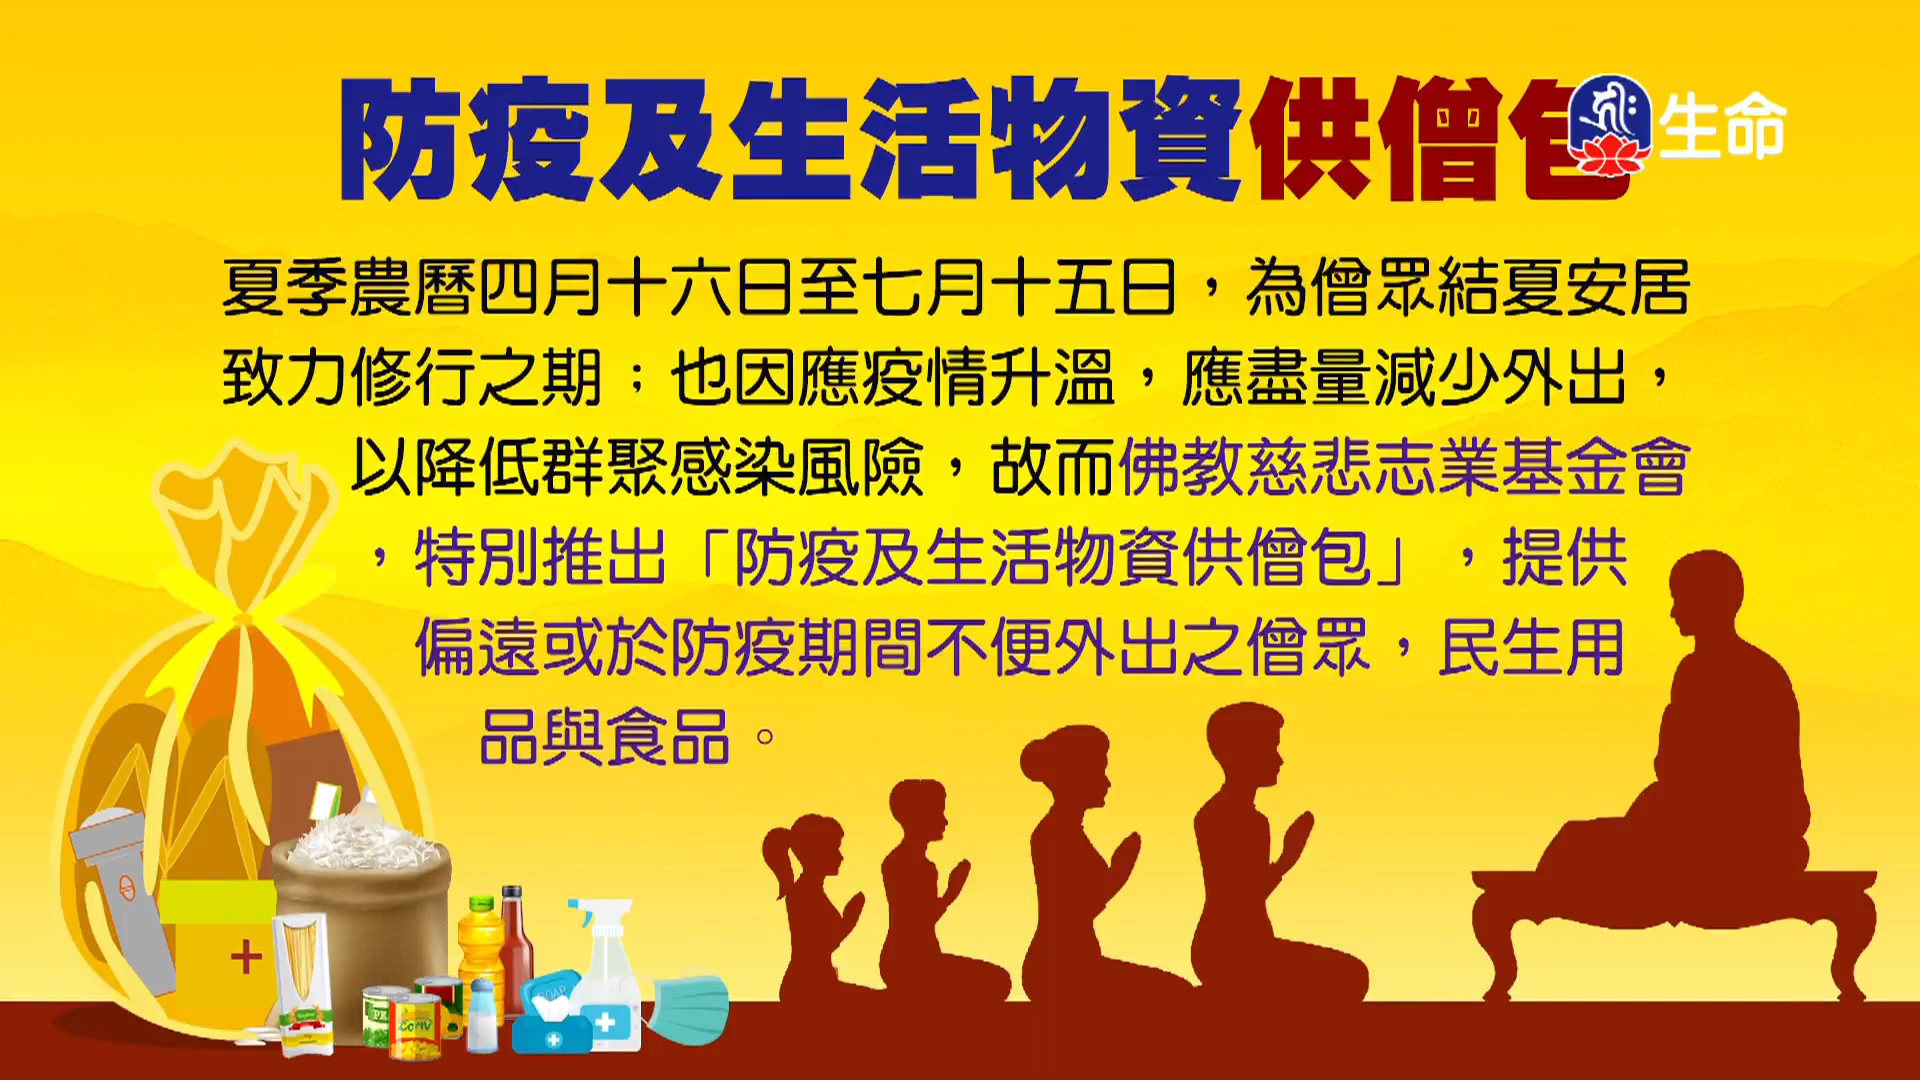 防疫及生活物資供僧包
生命
夏季農曆四月十六日至七月十五日，為僧眾結夏安居
致力修行之期；也因應疫情升溫，應盡量減少外出，
以降低群聚感染風險，故而佛教慈悲志業基金會
，特別推出「防疫及生活物資供僧包」，提供
偏遠或於防疫期間不便外出之僧眾，民生用
品與食品。
SOAP